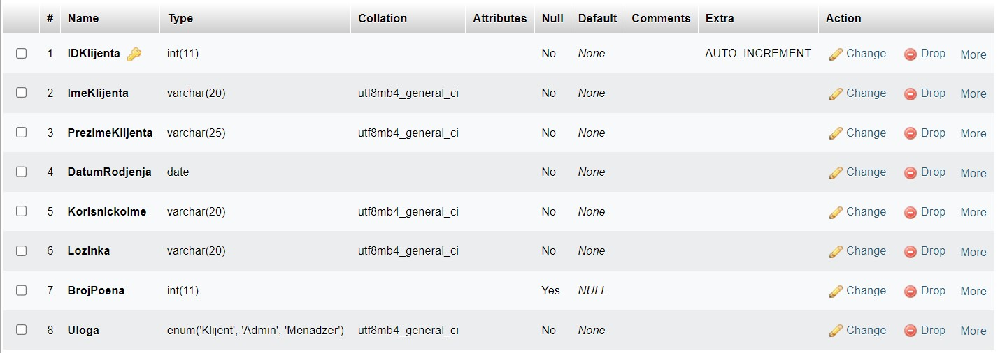 # Name Type Collation Attributes Null Default Comments Extra Action
1 IDKlijenta int(11) No None AUTO_INCREMENT Change Drop More
2 ImeKlijenta varchar(20) utf8mb4_general_ci No None Change Drop More
3 PrezimeKlijenta varchar(25) utf8mb4_general_ci No None Change Drop More
4 DatumRodjenja date No None Change Drop More
5 KorisnickoIme varchar(20) utf8mb4_general_ci No None Change Drop More
6 Lozinka varchar(20) utf8mb4_general_ci No None Change Drop More
7 BrojPoena int(11) Yes NULL Change Drop More
8 Uloga enum('Klijent', 'Admin', 'Menadzer') utf8mb4_general_ci No None Change Drop More